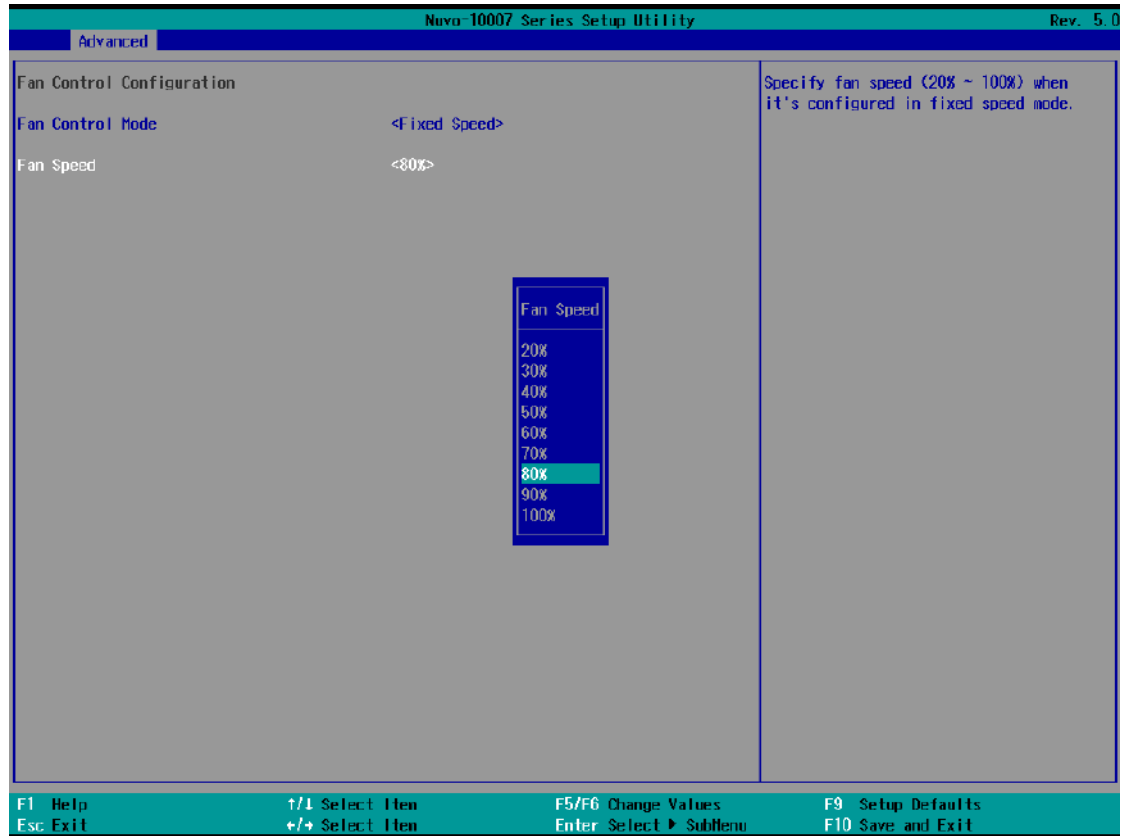 Nuvo-10007 Series Setup Utility Rev. 5.0
Advanced
Fan Control Configuration
Fan Control Mode <Fixed Speed>
Fan Speed <80%>
Specify fan speed (20% ~ 100%) when
it's configured in fixed speed mode.
Fan Speed
20%
30%
40%
50%
60%
70%
80%
90%
100%
F1 Help ↑/↓ Select Item F5/F6 Change Values F9 Setup Defaults
Esc Exit ←/→ Select Item Enter Select ▶ SubMenu F10 Save and Exit